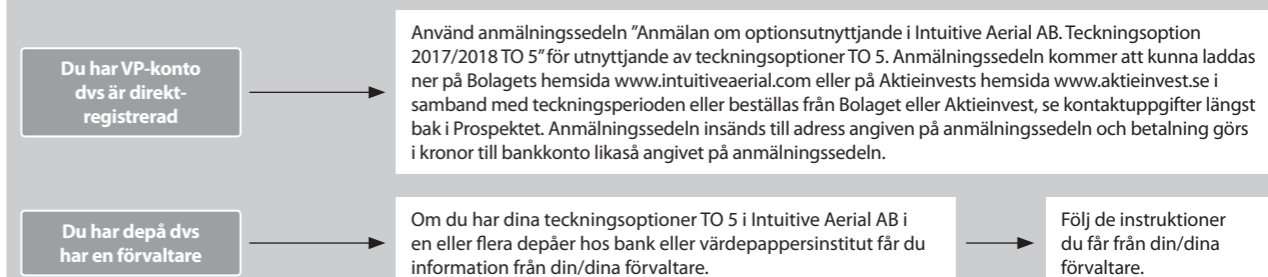 Du har VP-konto
dvs är direkt-
registrerad
Använd anmälningssedeln ”Anmälan om optionsutnyttjande i Intuitive Aerial AB. Teckningsoption
2017/2018 TO 5” för utnyttjande av teckningsoptioner TO 5. Anmälningssedeln kommer att kunna laddas
ner på Bolagets hemsida www.intuitiveaerial.com eller på Aktieinvests hemsida www.aktieinvest.se i
samband med teckningsperioden eller beställas från Bolaget eller Aktieinvest, se kontaktuppgifter längst
bak i Prospektet. Anmälningssedeln insänds till adress angiven på anmälningssedeln och betalning görs
i kronor till bankkonto likaså angivet på anmälningssedeln.
Du har depå dvs
har en förvaltare
Om du har dina teckningsoptioner TO 5 i Intuitive Aerial AB i
en eller flera depåer hos bank eller värdepappersinstitut får du
information från din/dina förvaltare.
Följ de instruktioner
du får från din/dina
förvaltare.